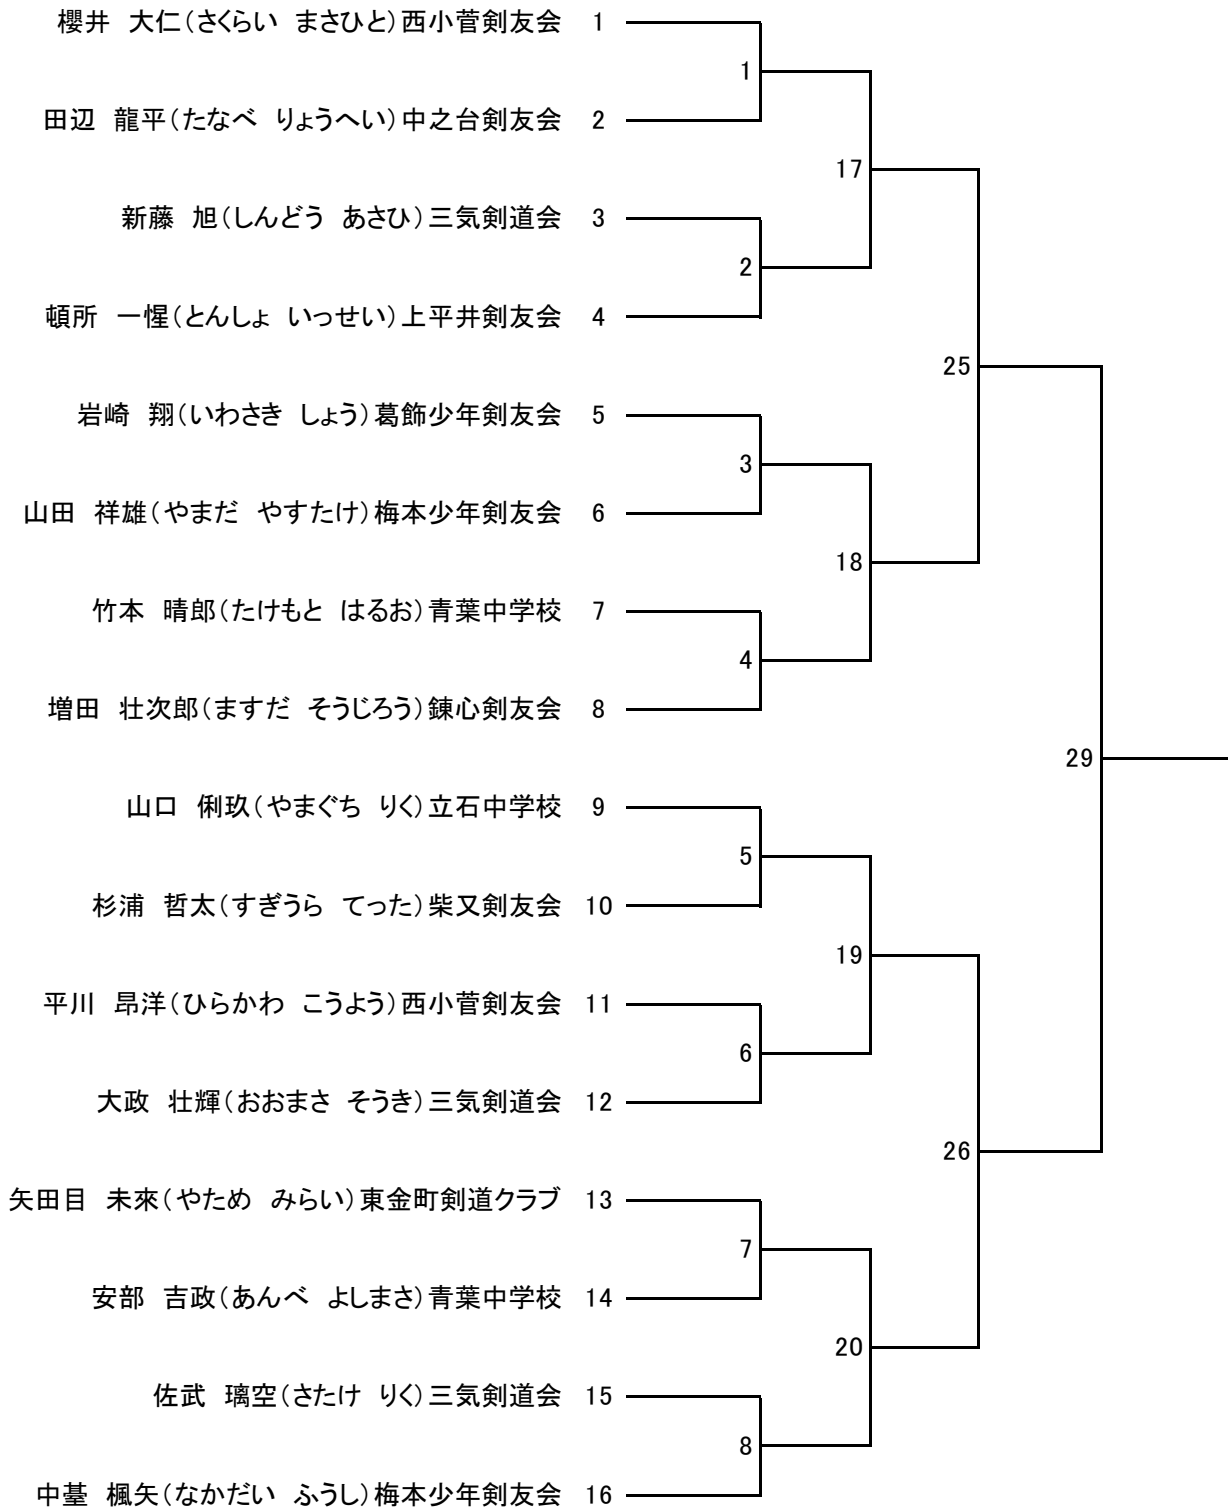 櫻井　大仁（さくらい　まさひと）西小菅剣友会　1
1
田辺　龍平（たなべ　りょうへい）中之台剣友会　2
17
新藤　旭（しんどう　あさひ）三気剣道会　3
2
頓所　一惺（とんしょ　いっせい）上平井剣友会　4
25
岩崎　翔（いわさき　しょう）葛飾少年剣友会　5
3
山田　祥雄（やまだ　やすたけ）梅本少年剣友会　6
18
竹本　晴郎（たけもと　はるお）青葉中学校　7
4
増田　壮次郎（ますだ　そうじろう）錬心剣友会　8
29
山口　俐玖（やまぐち　りく）立石中学校　9
5
杉浦　哲太（すぎうら　てった）柴又剣友会　10
19
平川　昂洋（ひらかわ　こうよう）西小菅剣友会　11
6
大政　壮輝（おおまさ　そうき）三気剣道会　12
26
矢田目　未來（やため　みらい）東金町剣道クラブ　13
7
安部　吉政（あんべ　よしまさ）青葉中学校　14
20
佐武　璃空（さたけ　りく）三気剣道会　15
8
中䑓　楓矢（なかだい　ふうし）梅本少年剣友会　16